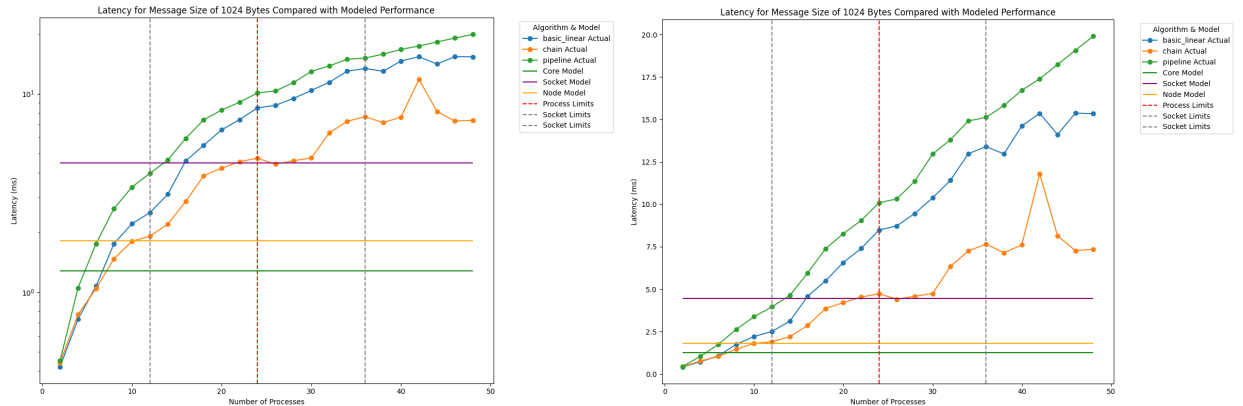 Latency for Message Size of 1024 Bytes Compared with Modeled Performance
Latency (ms)
10¹
10⁰
0
10
20
30
40
50
Number of Processes
Algorithm & Model
basic_linear Actual
chain Actual
pipeline Actual
Core Model
Socket Model
Node Model
Process Limits
Socket Limits
Socket Limits
Latency for Message Size of 1024 Bytes Compared with Modeled Performance
Latency (ms)
20.0
17.5
15.0
12.5
10.0
7.5
5.0
2.5
0.0
0
10
20
30
40
50
Number of Processes
Algorithm & Model
basic_linear Actual
chain Actual
pipeline Actual
Core Model
Socket Model
Node Model
Process Limits
Socket Limits
Socket Limits